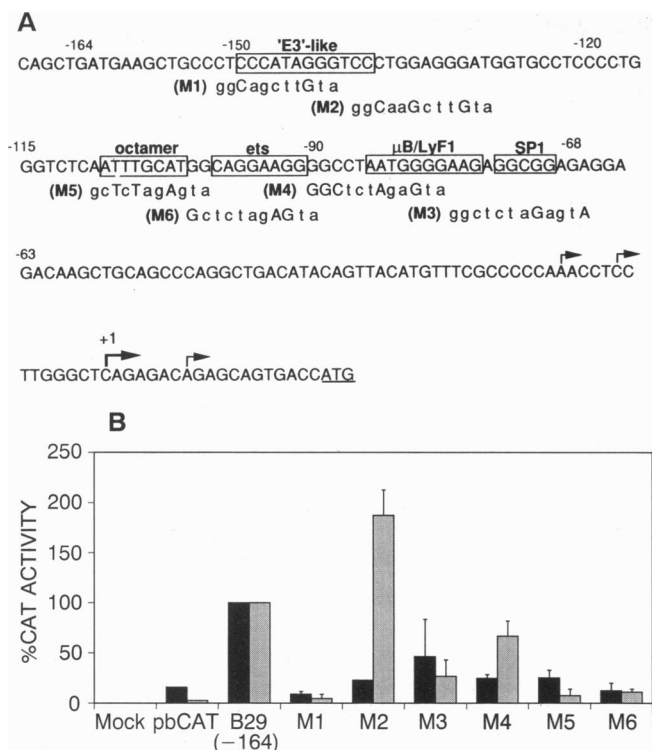 A
-164 -150 'E3'-like -120
CAGCTGATGAAGCTGCCCTCCCATAGGGTCCCTGGAGGGATGGTGCCTCCCCTG
(M1) ggCagcttGta
(M2) ggCaaGcttGta
-115 octamer ets -90 µB/LyF1 SP1 -68
GGTCTCAATTTGCATGGCAGGAAGGGGCCTAATGGGGAAGAGGCGGAGAGGA
(M5) gcTcTagAgta (M4) GGCtctAgaGta
(M6) GctctagAGta (M3) ggctctaGagtA
-63
GACAAGCTGCAGCCCAGGCTGACATACAGTTACATGTTTCGCCCCCAAACCTCC
+1
TTGGGCTCAGAGACAGAGCAGTGACCATG
B
%CAT ACTIVITY
250
200
150
100
50
0
Mock pbCAT B29 M1 M2 M3 M4 M5 M6
(−164)